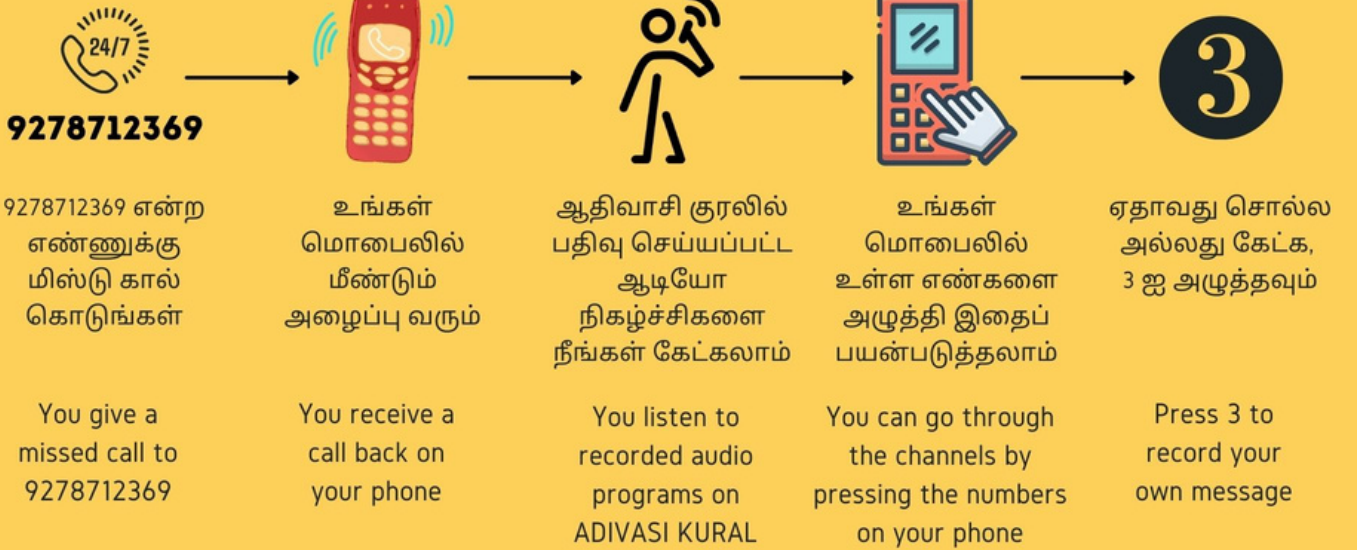 24/7
9278712369
3
9278712369 என்ற
எண்ணுக்கு
மிஸ்டு கால்
கொடுங்கள்
உங்கள்
மொபைலில்
மீண்டும்
அழைப்பு வரும்
ஆதிவாசி குரலில்
பதிவு செய்யப்பட்ட
ஆடியோ
நிகழ்ச்சிகளை
நீங்கள் கேட்கலாம்
உங்கள்
மொபைலில்
உள்ள எண்களை
அழுத்தி இதைப்
பயன்படுத்தலாம்
ஏதாவது சொல்ல
அல்லது கேட்க,
3 ஐ அழுத்தவும்
You give a
missed call to
9278712369
You receive a
call back on
your phone
You listen to
recorded audio
programs on
ADIVASI KURAL
You can go through
the channels by
pressing the numbers
on your phone
Press 3 to
record your
own message